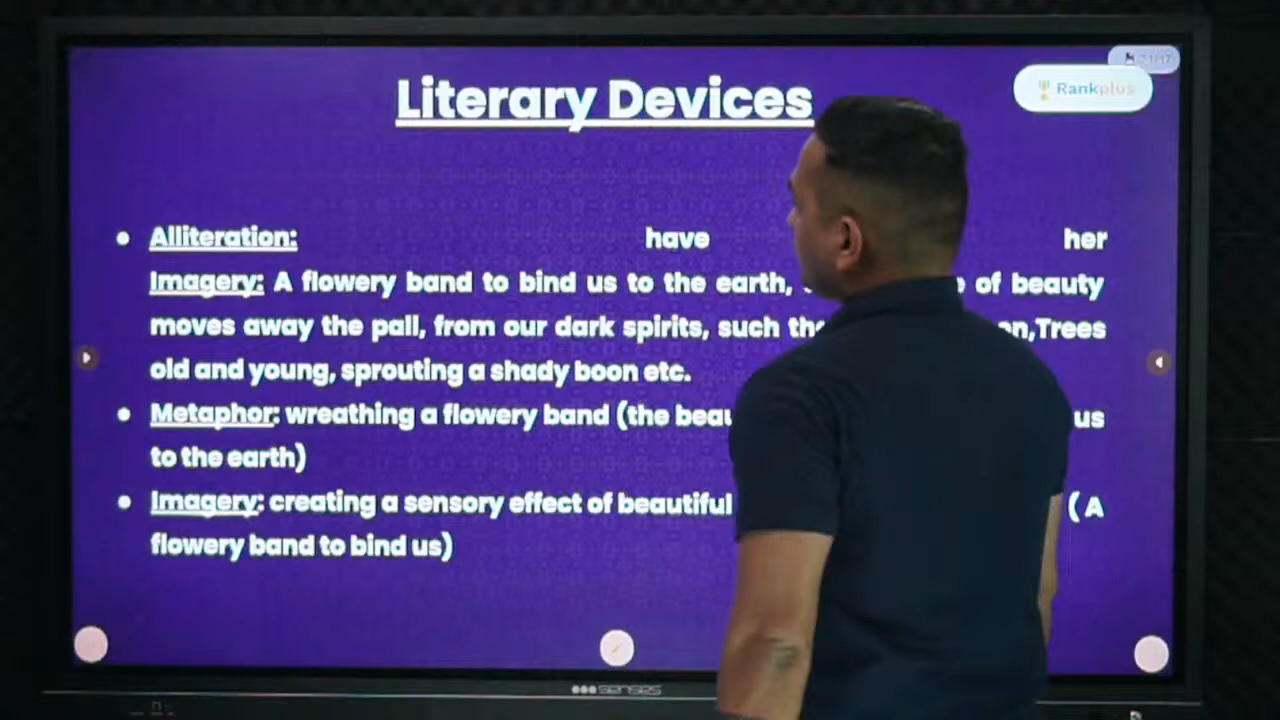 Literary Devices
Rankplus
Alliteration: have her
Imagery: A flowery band to bind us to the earth, of beauty
moves away the pall, from our dark spirits, such ,Trees
old and young, sprouting a shady boon etc.
Metaphor: wreathing a flowery band (the us
to the earth)
Imagery: creating a sensory effect of beautiful ( A
flowery band to bind us)
senses